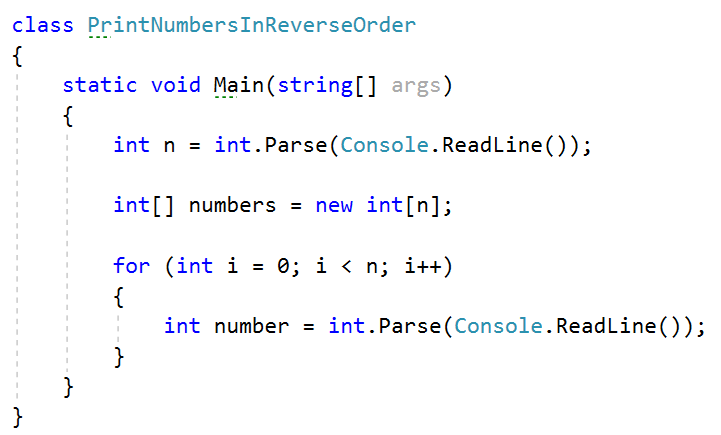 class PrintNumbersInReverseOrder
{
    static void Main(string[] args)
    {
        int n = int.Parse(Console.ReadLine());

        int[] numbers = new int[n];

        for (int i = 0; i < n; i++)
        {
            int number = int.Parse(Console.ReadLine());
        }
    }
}